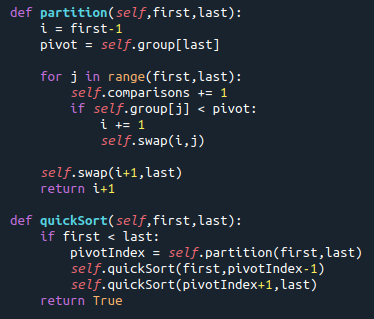 def partition(self,first,last):
    i = first-1
    pivot = self.group[last]

    for j in range(first,last):
        self.comparisons += 1
        if self.group[j] < pivot:
            i += 1
            self.swap(i,j)

    self.swap(i+1,last)
    return i+1

def quickSort(self,first,last):
    if first < last:
        pivotIndex = self.partition(first,last)
        self.quickSort(first,pivotIndex-1)
        self.quickSort(pivotIndex+1,last)
    return True